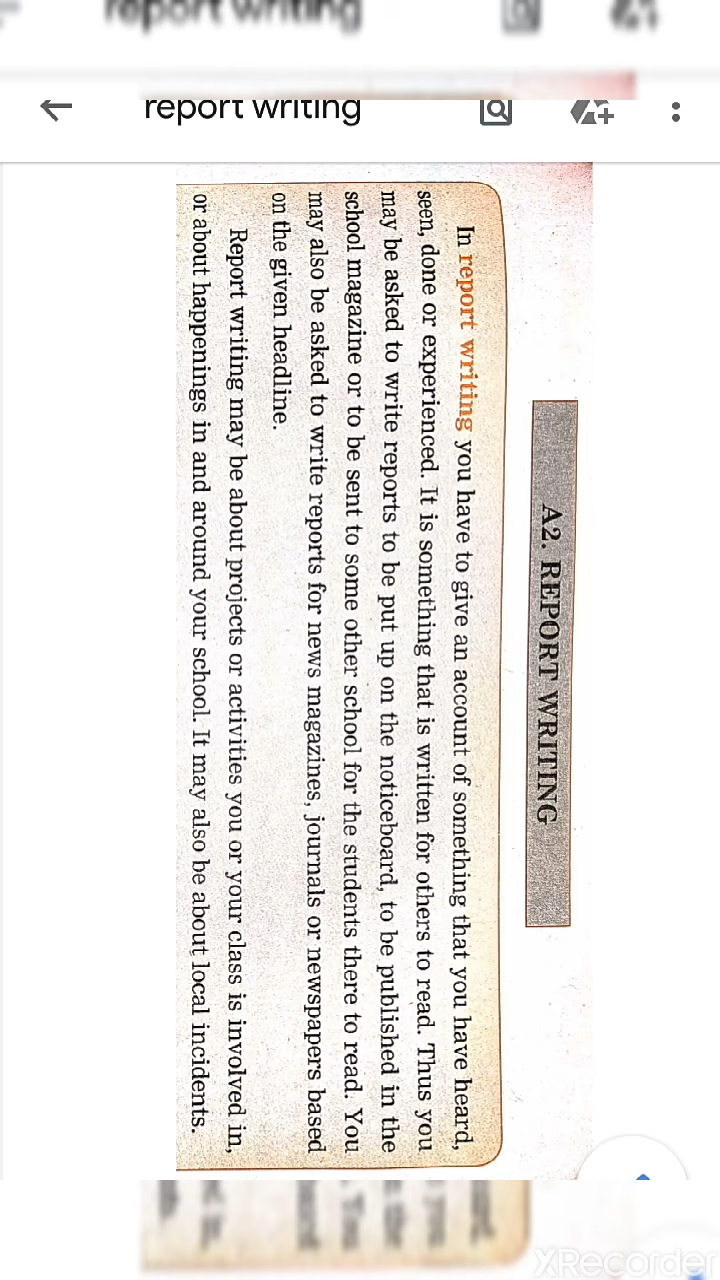 report writing
report writing
A2. REPORT WRITING
In report writing you have to give an account of something that you have heard,
seen, done or experienced. It is something that is written for others to read. Thus you
may be asked to write reports to be put up on the noticeboard, to be published in the
school magazine or to be sent to some other school for the students there to read. You
may also be asked to write reports for news magazines, journals or newspapers based
on the given headline.
Report writing may be about projects or activities you or your class is involved in,
or about happenings in and around your school. It may also be about local incidents.
XRecorder